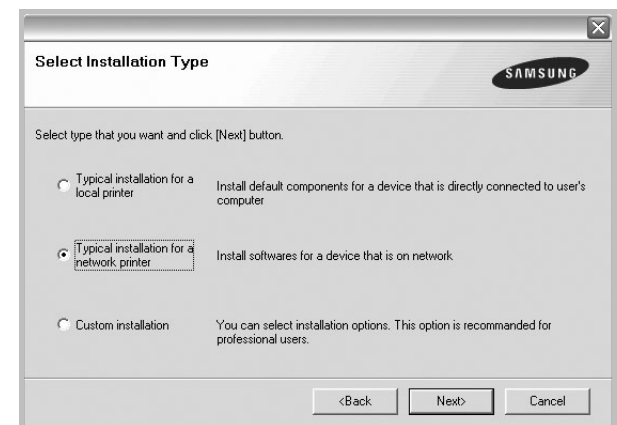 Select Installation Type
SAMSUNG
Select type that you want and click [Next] button.
Typical installation for a
local printer
Install default components for a device that is directly connected to user's
computer
Typical installation for a
network printer
Install softwares for a device that is on network
Custom installation
You can select installation options. This option is recommanded for
professional users.
<Back
Next>
Cancel